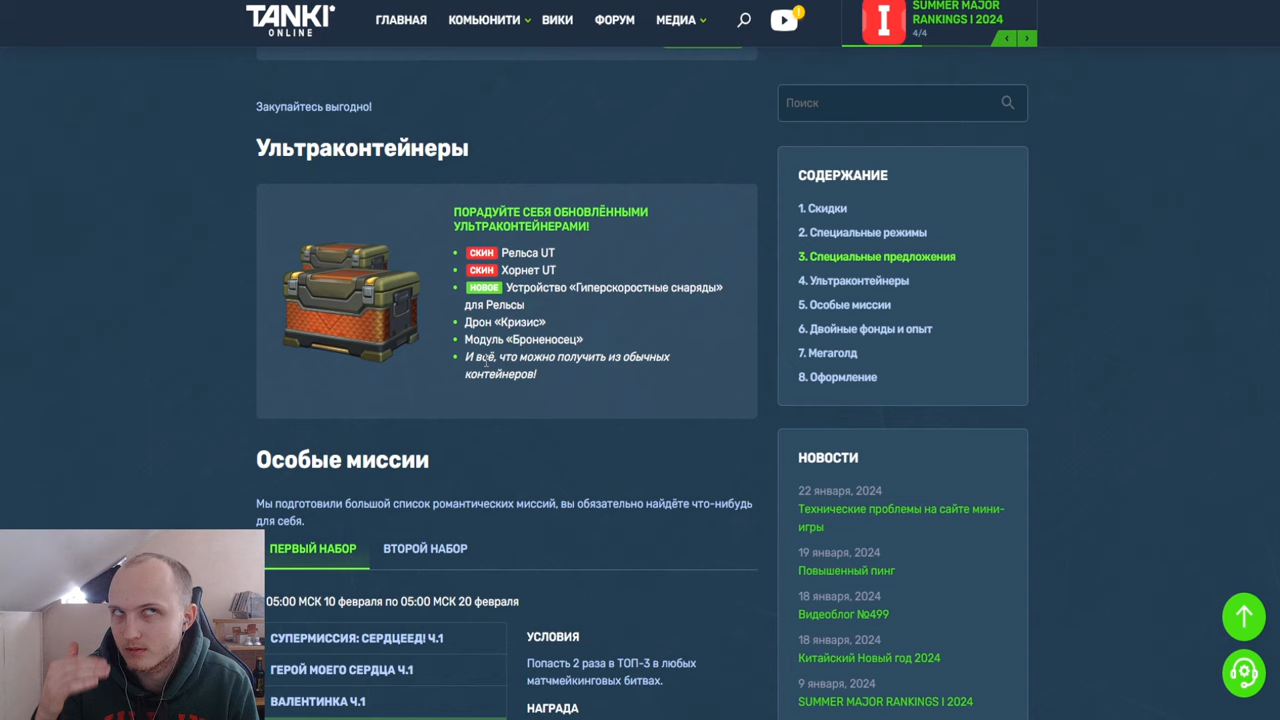 TANKI
ONLINE
ГЛАВНАЯ
КОМЬЮНИТИ
ВИКИ
ФОРУМ
МЕДИА
SUMMER MAJOR
RANKINGS I 2024
4/4
Закупайтесь выгодно!
Ультраконтейнеры
ПОРАДУЙТЕ СЕБЯ ОБНОВЛЁННЫМИ
УЛЬТРАКОНТЕЙНЕРАМИ!
СКИН Рельса UT
СКИН Хорнет UT
НОВОЕ Устройство «Гиперскоростные снаряды»
для Рельсы
Дрон «Кризис»
Модуль «Броненосец»
И всё, что можно получить из обычных
контейнеров!
Особые миссии
Мы подготовили большой список романтических миссий, вы обязательно найдёте что-нибудь
для себя.
ПЕРВЫЙ НАБОР
ВТОРОЙ НАБОР
05:00 МСК 10 февраля по 05:00 МСК 20 февраля
СУПЕРМИССИЯ: СЕРДЦЕЕД! Ч.1
ГЕРОЙ МОЕГО СЕРДЦА Ч.1
ВАЛЕНТИНКА Ч.1
УСЛОВИЯ
Попасть 2 раза в ТОП-3 в любых
матчмейкинговых битвах.
НАГРАДА
Поиск
СОДЕРЖАНИЕ
1. Скидки
2. Специальные режимы
3. Специальные предложения
4. Ультраконтейнеры
5. Особые миссии
6. Двойные фонды и опыт
7. Мегаголд
8. Оформление
НОВОСТИ
22 января, 2024
Технические проблемы на сайте мини-
игры
19 января, 2024
Повышенный пинг
18 января, 2024
Видеоблог №499
18 января, 2024
Китайский Новый год 2024
9 января, 2024
SUMMER MAJOR RANKINGS I 2024